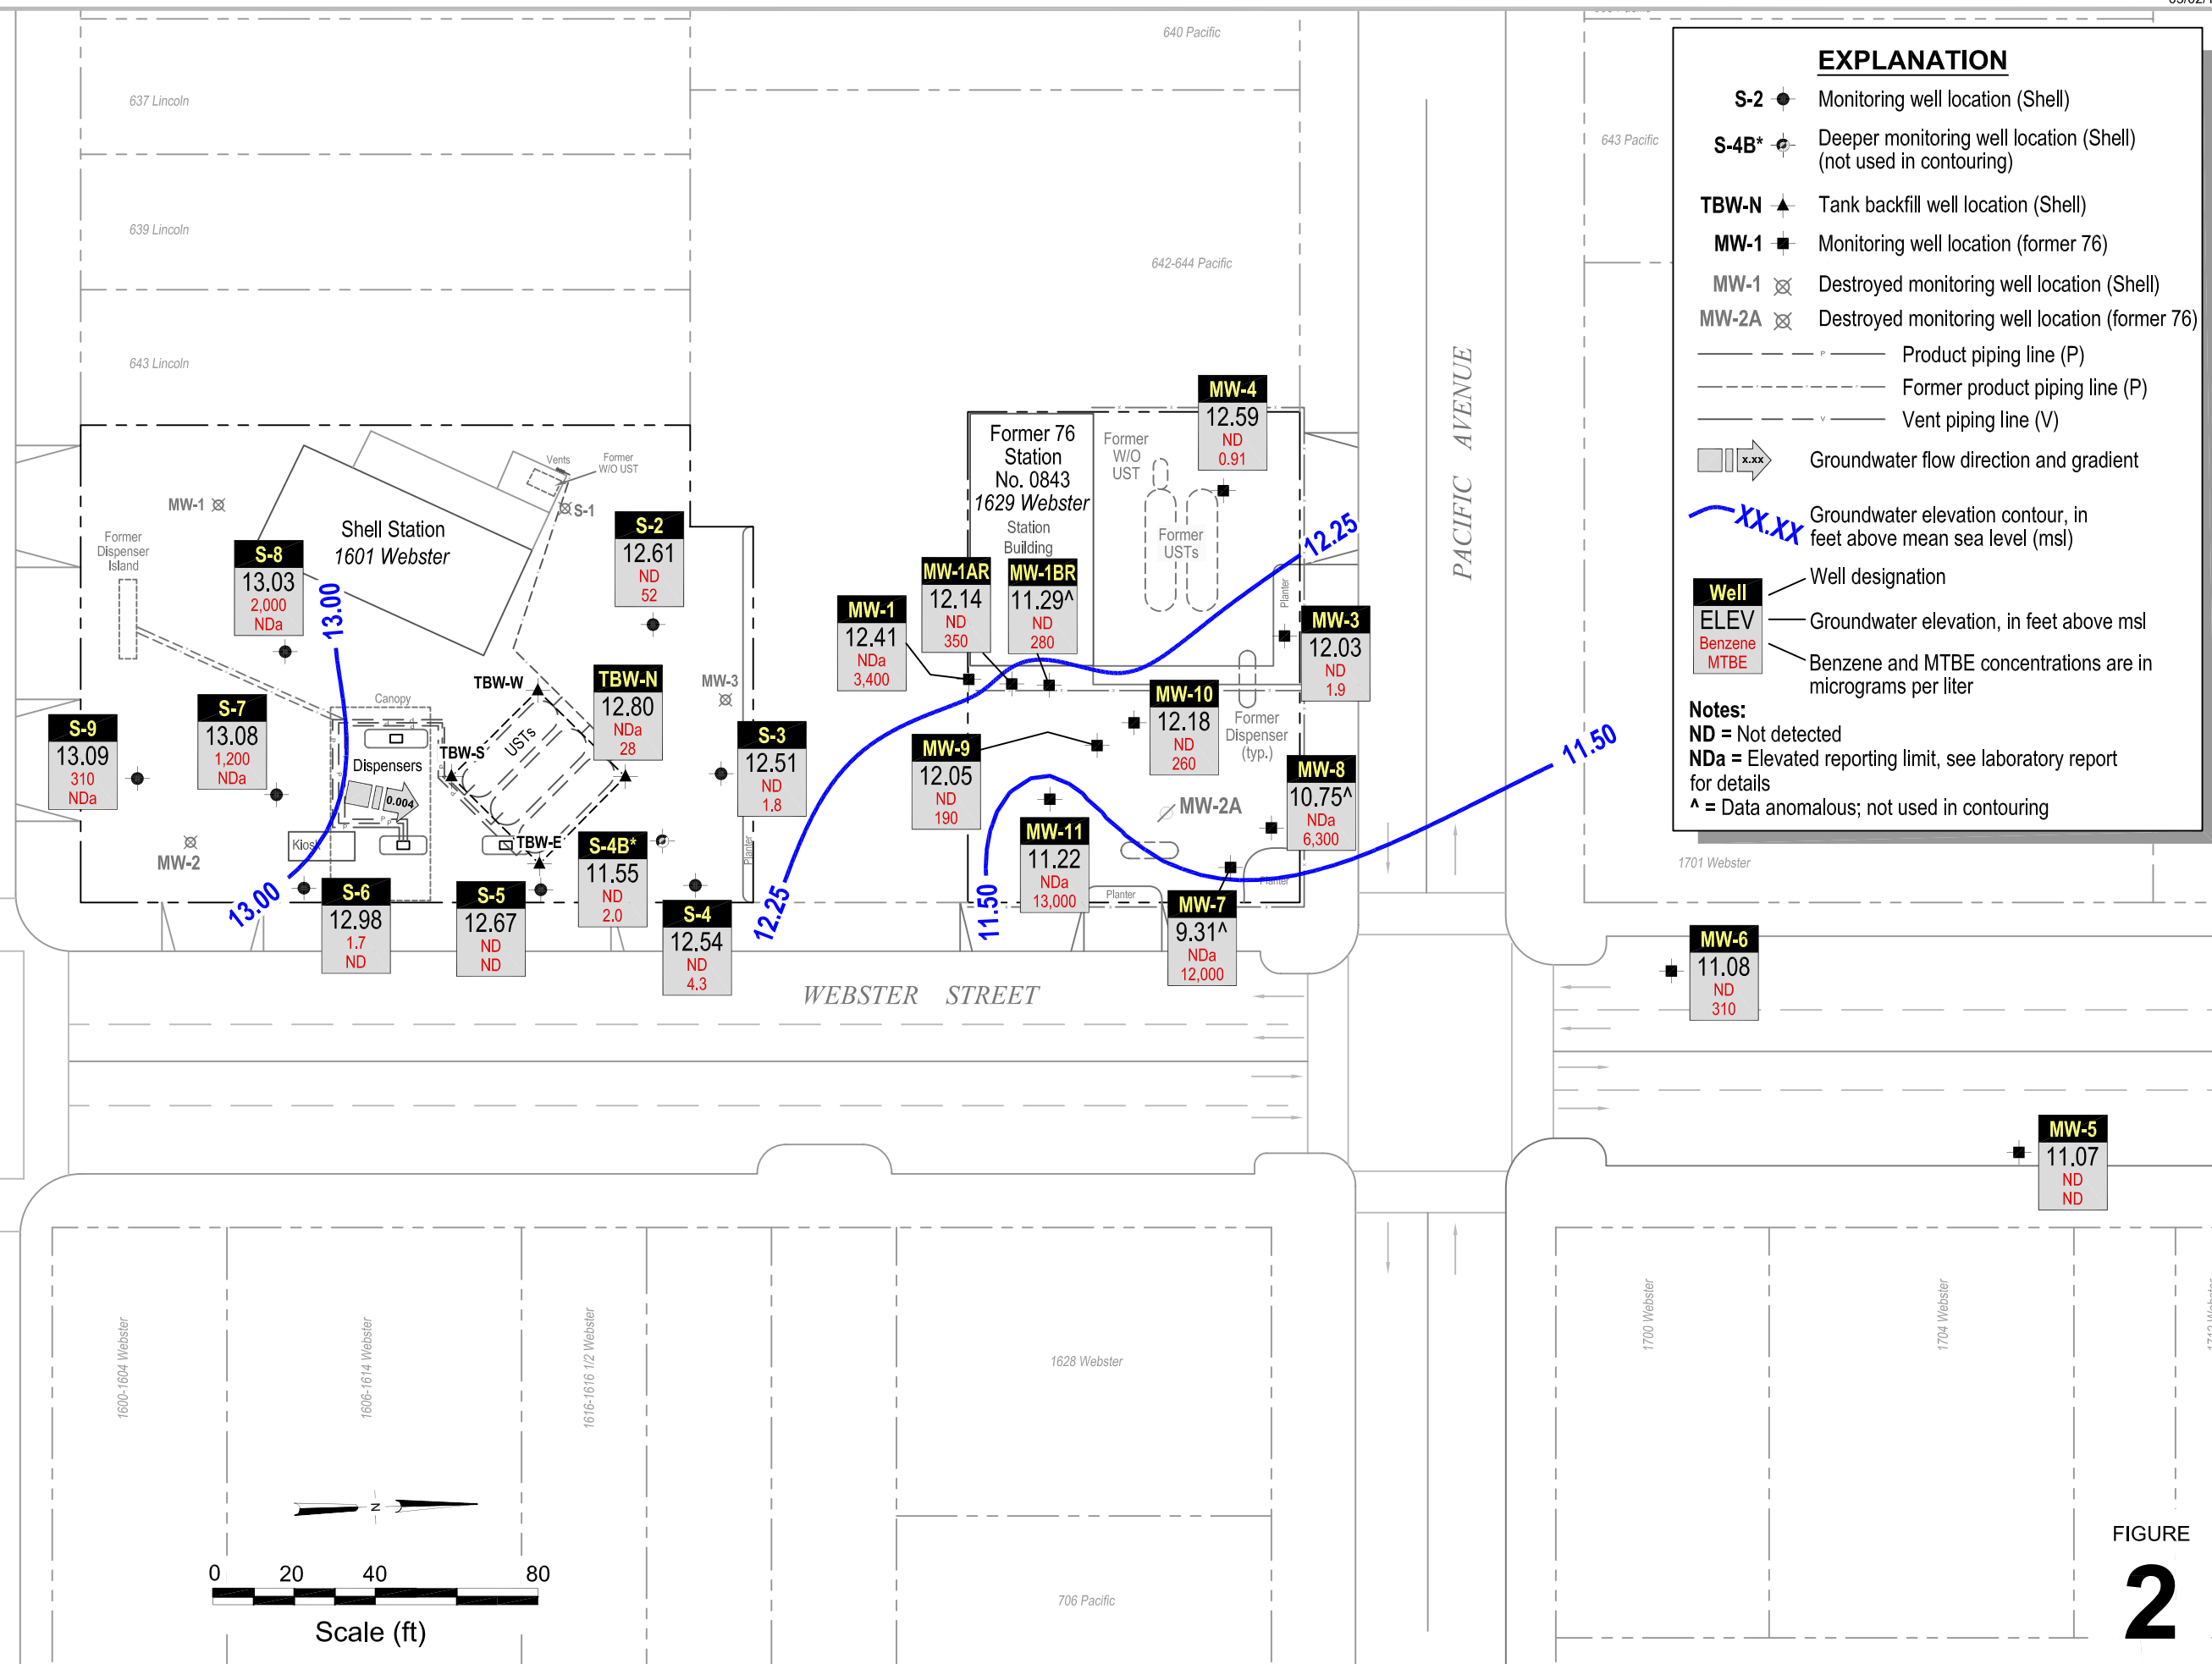 640 Pacific
637 Lincoln
639 Lincoln
643 Lincoln
642-644 Pacific
643 Pacific
EXPLANATION
S-2 Monitoring well location (Shell)
S-4B* Deeper monitoring well location (Shell)
(not used in contouring)
TBW-N Tank backfill well location (Shell)
MW-1 Monitoring well location (former 76)
MW-1 Destroyed monitoring well location (Shell)
MW-2A Destroyed monitoring well location (former 76)
P Product piping line (P)
Former product piping line (P)
V Vent piping line (V)
x.xx Groundwater flow direction and gradient
XX.XX Groundwater elevation contour, in
feet above mean sea level (msl)
Well
ELEV
Benzene
MTBE
Well designation
Groundwater elevation, in feet above msl
Benzene and MTBE concentrations are in
micrograms per liter
Notes:
ND = Not detected
NDa = Elevated reporting limit, see laboratory report
for details
^ = Data anomalous; not used in contouring
1701 Webster
PACIFIC AVENUE
MW-4
12.59
ND
0.91
Former 76
Station
No. 0843
1629 Webster
Station
Building
Former
W/O
UST
Former
USTs
Vents
Former
W/O UST
S-1
MW-1
Shell Station
1601 Webster
Former
Dispenser
Island
S-8
13.03
2,000
NDa
13.00
S-2
12.61
ND
52
12.25
MW-1AR
12.14
ND
350
MW-1BR
11.29^
ND
280
MW-1
12.41
NDa
3,400
Planter
MW-3
12.03
ND
1.9
TBW-W
TBW-N
12.80
NDa
28
MW-3
Canopy
S-7
13.08
1,200
NDa
S-9
13.09
310
NDa
TBW-S
USTs
Dispensers
0.004
S-3
12.51
ND
1.8
MW-10
12.18
ND
260
Former
Dispenser
(typ.)
MW-9
12.05
ND
190
MW-8
10.75^
NDa
6,300
11.50
MW-2A
MW-2
Kiosk
TBW-E
S-4B*
11.55
ND
2.0
Planter
MW-11
11.22
NDa
13,000
Planter
Planter
13.00
S-6
12.98
1.7
ND
S-5
12.67
ND
ND
S-4
12.54
ND
4.3
12.25
11.50
MW-7
9.31^
NDa
12,000
MW-6
11.08
ND
310
WEBSTER STREET
MW-5
11.07
ND
ND
1600-1604 Webster
1606-1614 Webster
1616-1616 1/2 Webster
1628 Webster
1700 Webster
1704 Webster
706 Pacific
N
0 20 40 80
Scale (ft)
FIGURE
2